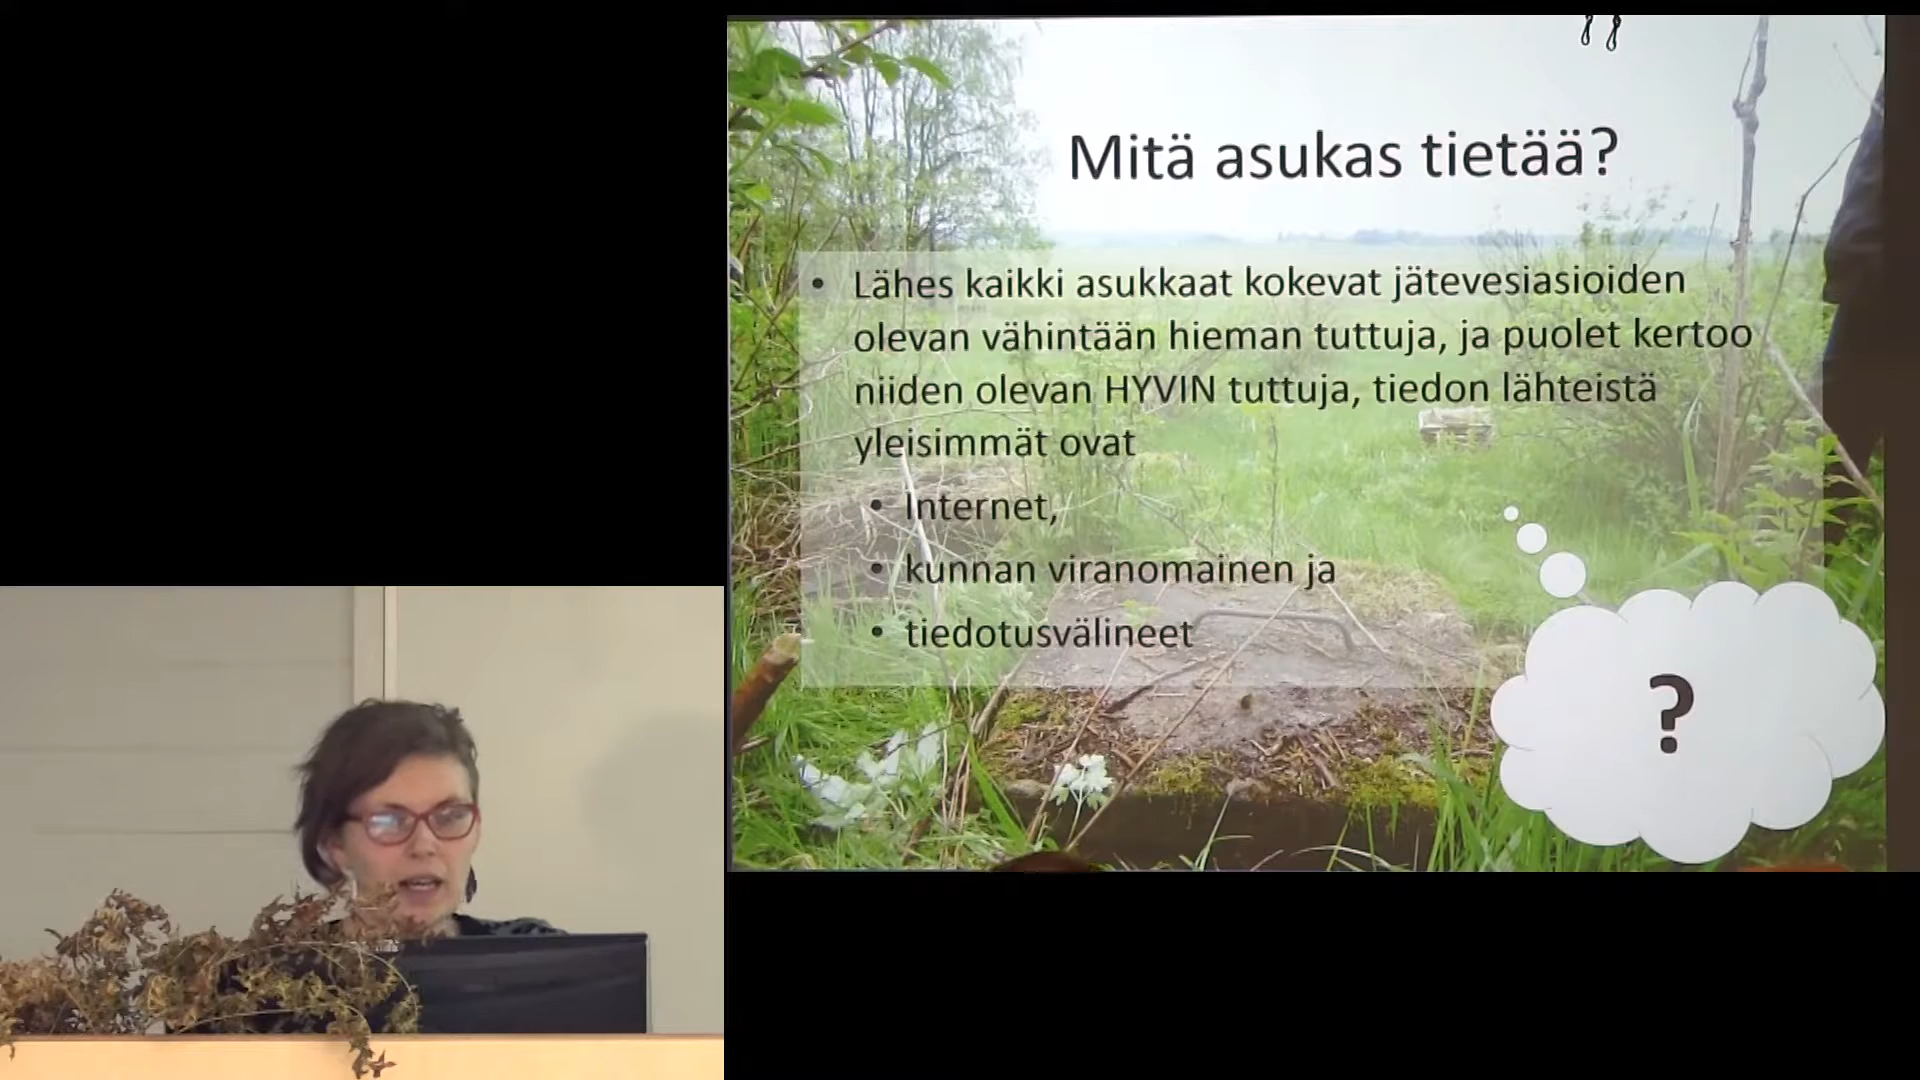 Mitä asukas tietää?
• Lähes kaikki asukkaat kokevat jätevesiasioiden
olevan vähintään hieman tuttuja, ja puolet kertoo
niiden olevan HYVIN tuttuja, tiedon lähteistä
yleisimmät ovat
• Internet,
• kunnan viranomainen ja
• tiedotusvälineet
?